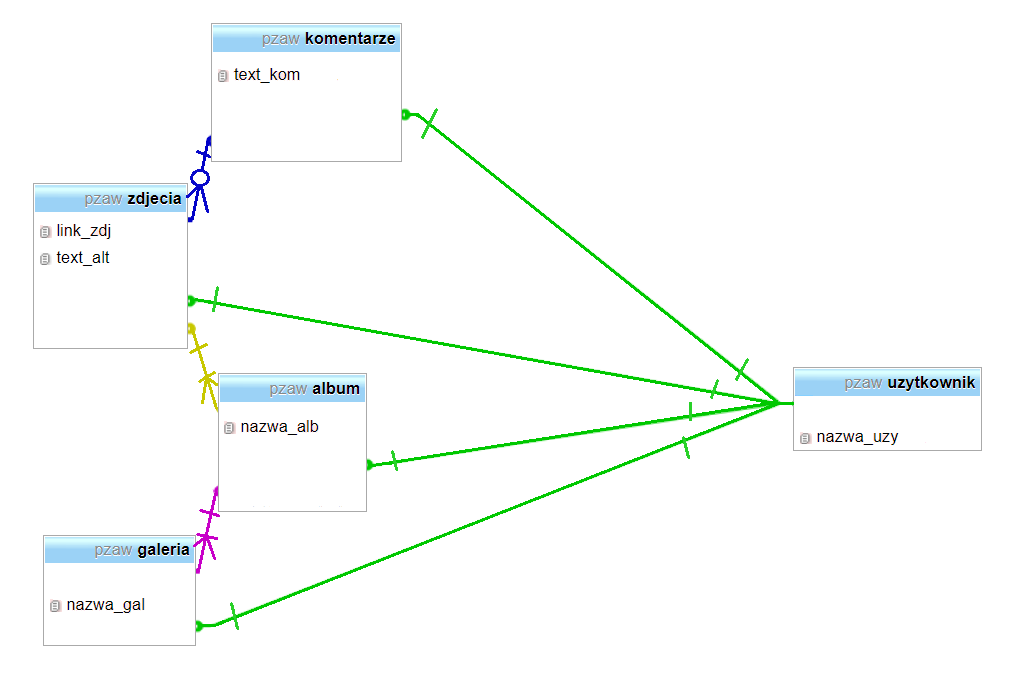 pzaw komentarze
text_kom
pzaw zdjecia
link_zdj
text_alt
pzaw album
nazwa_alb
pzaw uzytkownik
nazwa_uzy
pzaw galeria
nazwa_gal